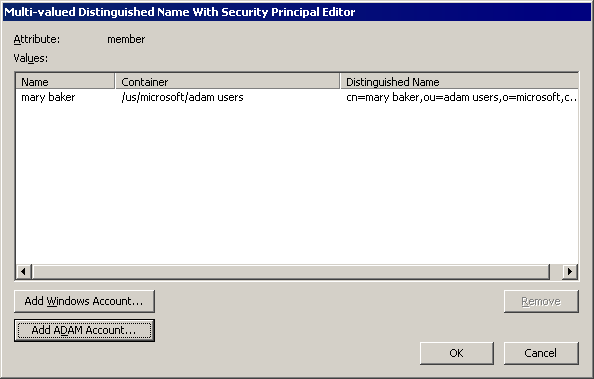 Multi-valued Distinguished Name With Security Principal Editor
Attribute: member
Values:
Name Container Distinguished Name
mary baker /us/microsoft/adam users cn=mary baker,ou=adam users,o=microsoft,c...
Add Windows Account... Remove
Add ADAM Account...
OK Cancel